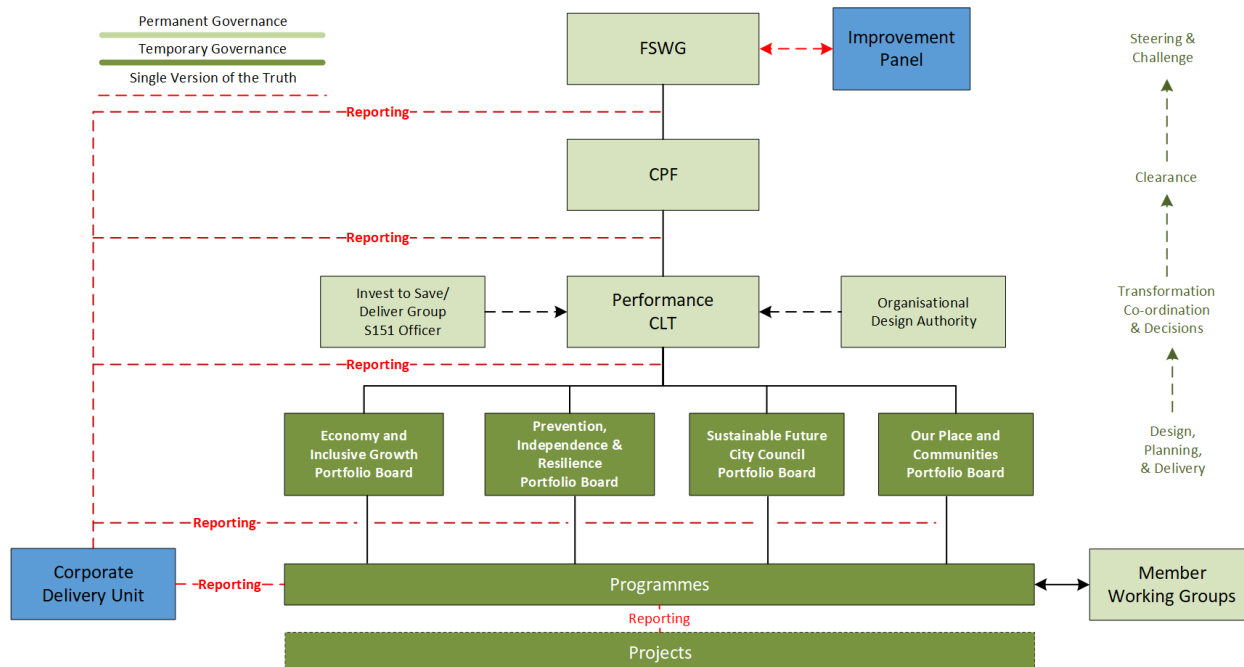 Permanent Governance
Temporary Governance
Single Version of the Truth
FSWG
Improvement
Panel
Steering &
Challenge
Reporting
CPF
Clearance
Reporting
Invest to Save/
Deliver Group
S151 Officer
Performance
CLT
Organisational
Design Authority
Transformation
Co-ordination
& Decisions
Reporting
Economy and
Inclusive Growth
Portfolio Board
Prevention,
Independence &
Resilience
Portfolio Board
Sustainable Future
City Council
Portfolio Board
Our Place and
Communities
Portfolio Board
Design,
Planning,
& Delivery
Reporting
Corporate
Delivery Unit
Reporting
Programmes
Member
Working Groups
Reporting
Projects